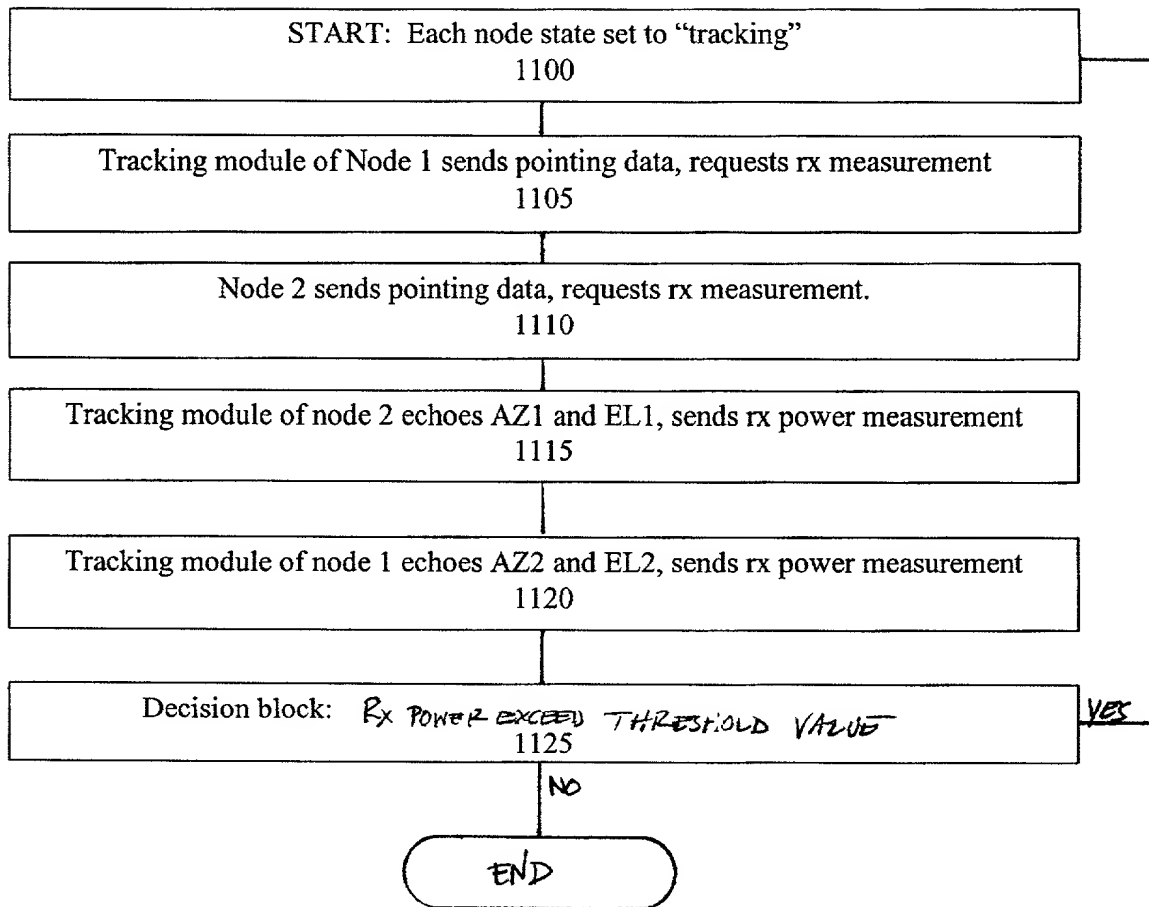 START: Each node state set to “tracking”
1100
Tracking module of Node 1 sends pointing data, requests rx measurement
1105
Node 2 sends pointing data, requests rx measurement.
1110
Tracking module of node 2 echoes AZ1 and EL1, sends rx power measurement
1115
Tracking module of node 1 echoes AZ2 and EL2, sends rx power measurement
1120
Decision block: Rx POWER EXCEED THRESHOLD VALUE
YES
1125
NO
END